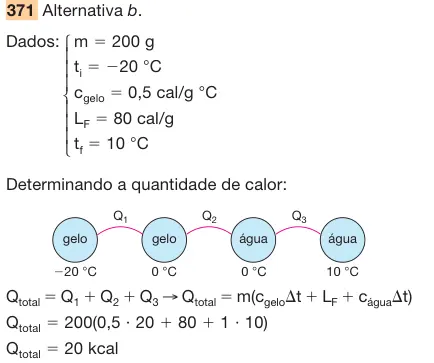 371 Alternativa b.
Dados: m = 200 g
tᵢ = −20 °C
c_gelo = 0,5 cal/g °C
L_F = 80 cal/g
t_f = 10 °C
Determinando a quantidade de calor:
Q₁ Q₂ Q₃
gelo gelo água água
−20 °C 0 °C 0 °C 10 °C
Q_total = Q₁ + Q₂ + Q₃ → Q_total = m(c_geloΔt + L_F + c_águaΔt)
Q_total = 200(0,5 · 20 + 80 + 1 · 10)
Q_total = 20 kcal